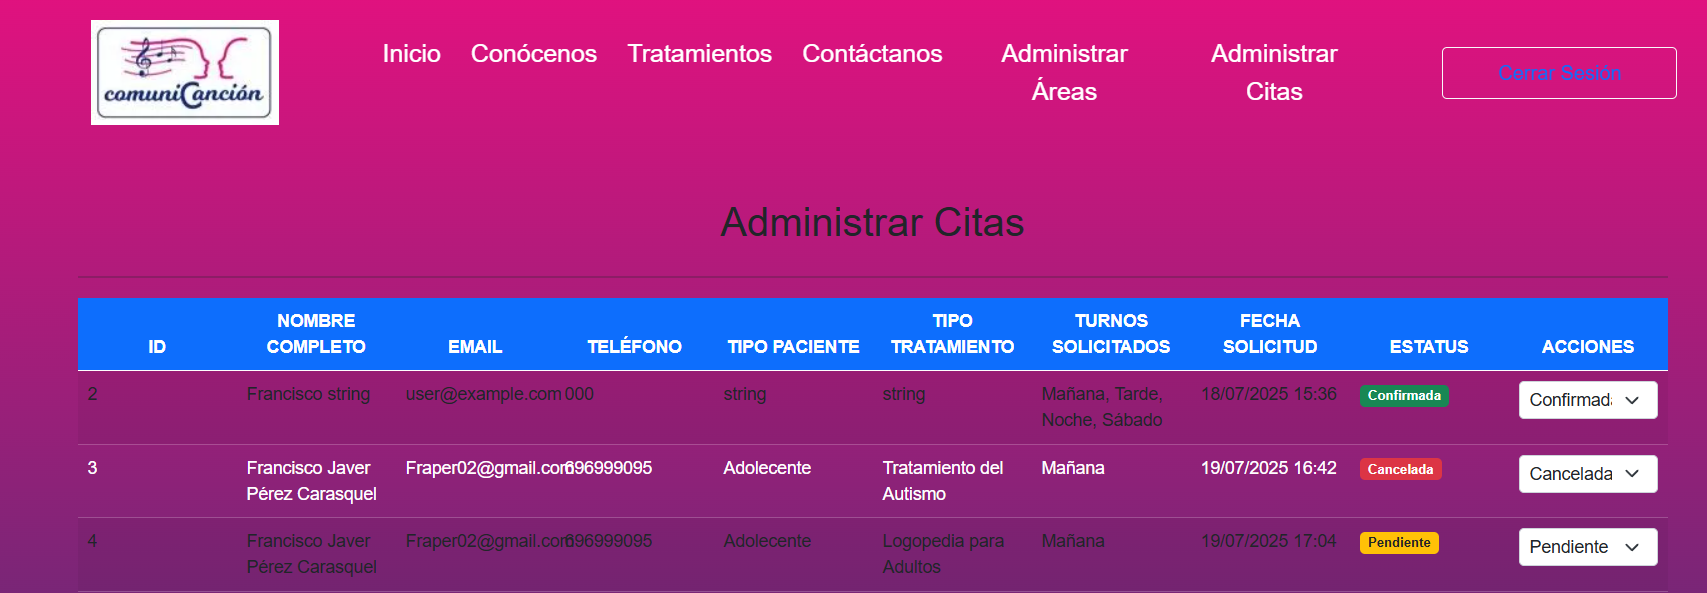 comuniCanción
Inicio Conócenos Tratamientos Contáctanos Administrar Áreas Administrar Citas Cerrar Sesión
Administrar Citas
ID NOMBRE COMPLETO EMAIL TELÉFONO TIPO PACIENTE TIPO TRATAMIENTO TURNOS SOLICITADOS FECHA SOLICITUD ESTATUS ACCIONES
2 Francisco string user@example.com 000 string string Mañana, Tarde, Noche, Sábado 18/07/2025 15:36 Confirmada Confirmada
3 Francisco Javer Pérez Carasquel Fraper02@gmail.com 696999095 Adolecente Tratamiento del Autismo Mañana 19/07/2025 16:42 Cancelada Cancelada
4 Francisco Javer Pérez Carasquel Fraper02@gmail.com 696999095 Adolecente Logopedia para Adultos Mañana 19/07/2025 17:04 Pendiente Pendiente